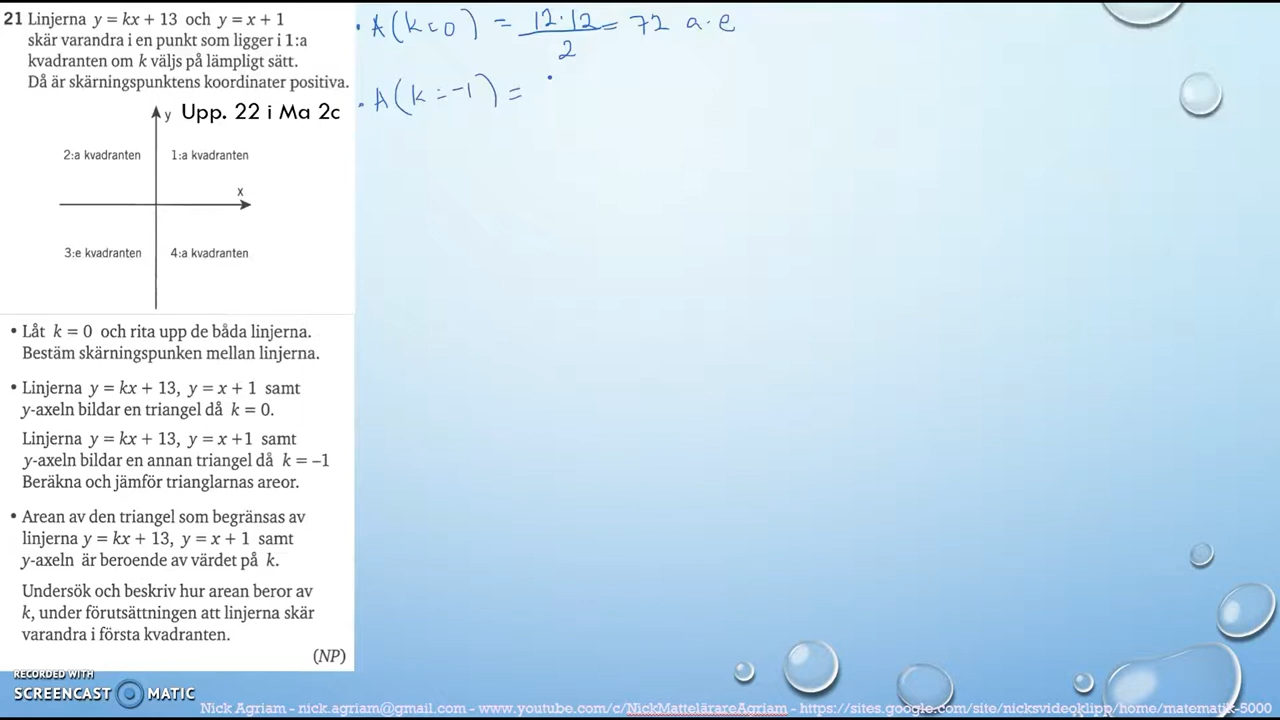 21 Linjerna y = kx + 13 och y = x + 1
skär varandra i en punkt som ligger i 1:a
kvadranten om k väljs på lämpligt sätt.
Då är skärningspunktens koordinater positiva.
y Upp. 22 i Ma 2c
2:a kvadranten 1:a kvadranten
x
3:e kvadranten 4:a kvadranten
• Låt k = 0 och rita upp de båda linjerna.
Bestäm skärningspunken mellan linjerna.
• Linjerna y = kx + 13, y = x + 1 samt
y-axeln bildar en triangel då k = 0.
Linjerna y = kx + 13, y = x +1 samt
y-axeln bildar en annan triangel då k = –1
Beräkna och jämför trianglarnas areor.
• Arean av den triangel som begränsas av
linjerna y = kx + 13, y = x + 1 samt
y-axeln är beroende av värdet på k.
Undersök och beskriv hur arean beror av
k, under förutsättningen att linjerna skär
varandra i första kvadranten.
(NP)
• A(k=0) = 12·12/2 = 72 a.e
• A(k=-1) =
RECORDED WITH
SCREENCAST MATIC
Nick Agriam - nick.agriam@gmail.com - www.youtube.com/c/NickMattelärareAgriam - https://sites.google.com/site/nicksvideoklipp/home/matematik-5000